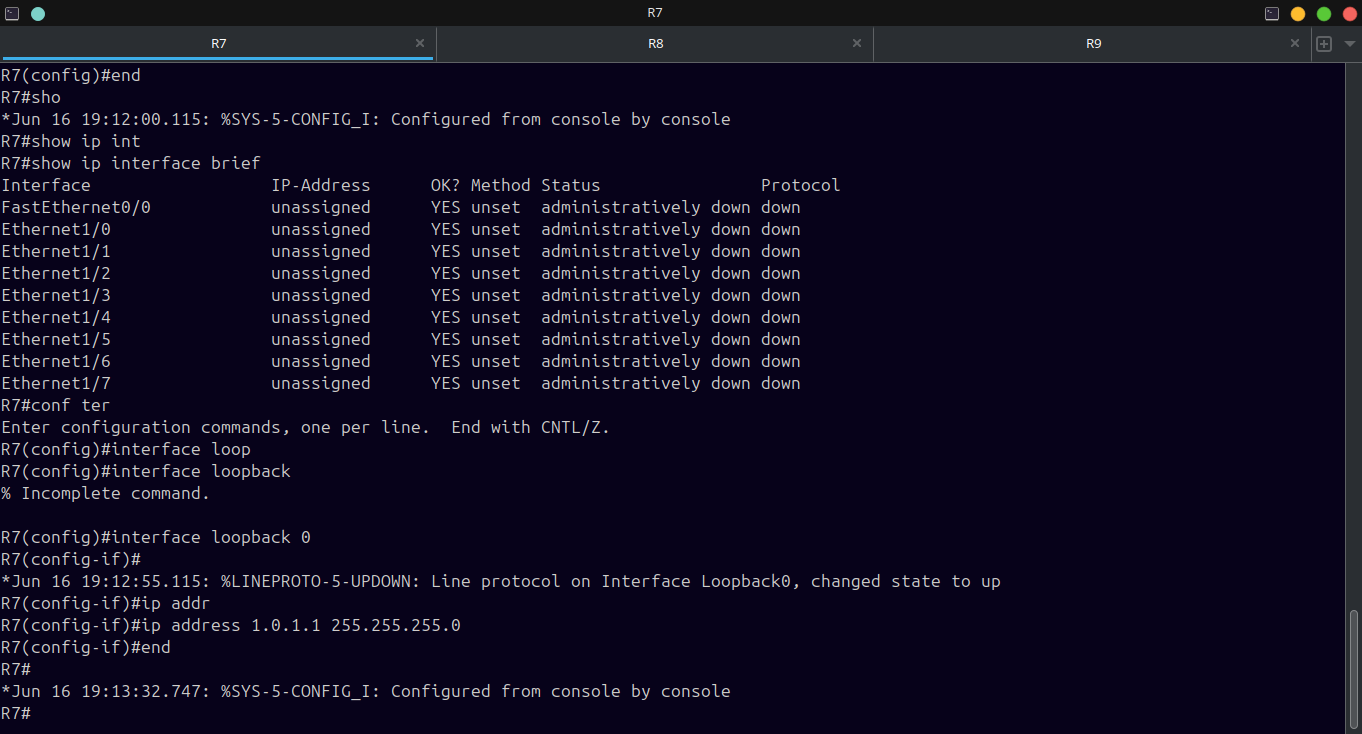 R7
R7 R8 R9
R7(config)#end
R7#sho
*Jun 16 19:12:00.115: %SYS-5-CONFIG_I: Configured from console by console
R7#show ip int
R7#show ip interface brief
Interface                  IP-Address      OK? Method Status                Protocol
FastEthernet0/0            unassigned      YES unset  administratively down down
Ethernet1/0                unassigned      YES unset  administratively down down
Ethernet1/1                unassigned      YES unset  administratively down down
Ethernet1/2                unassigned      YES unset  administratively down down
Ethernet1/3                unassigned      YES unset  administratively down down
Ethernet1/4                unassigned      YES unset  administratively down down
Ethernet1/5                unassigned      YES unset  administratively down down
Ethernet1/6                unassigned      YES unset  administratively down down
Ethernet1/7                unassigned      YES unset  administratively down down
R7#conf ter
Enter configuration commands, one per line.  End with CNTL/Z.
R7(config)#interface loop
R7(config)#interface loopback
% Incomplete command.
R7(config)#interface loopback 0
R7(config-if)#
*Jun 16 19:12:55.115: %LINEPROTO-5-UPDOWN: Line protocol on Interface Loopback0, changed state to up
R7(config-if)#ip addr
R7(config-if)#ip address 1.0.1.1 255.255.255.0
R7(config-if)#end
R7#
*Jun 16 19:13:32.747: %SYS-5-CONFIG_I: Configured from console by console
R7#